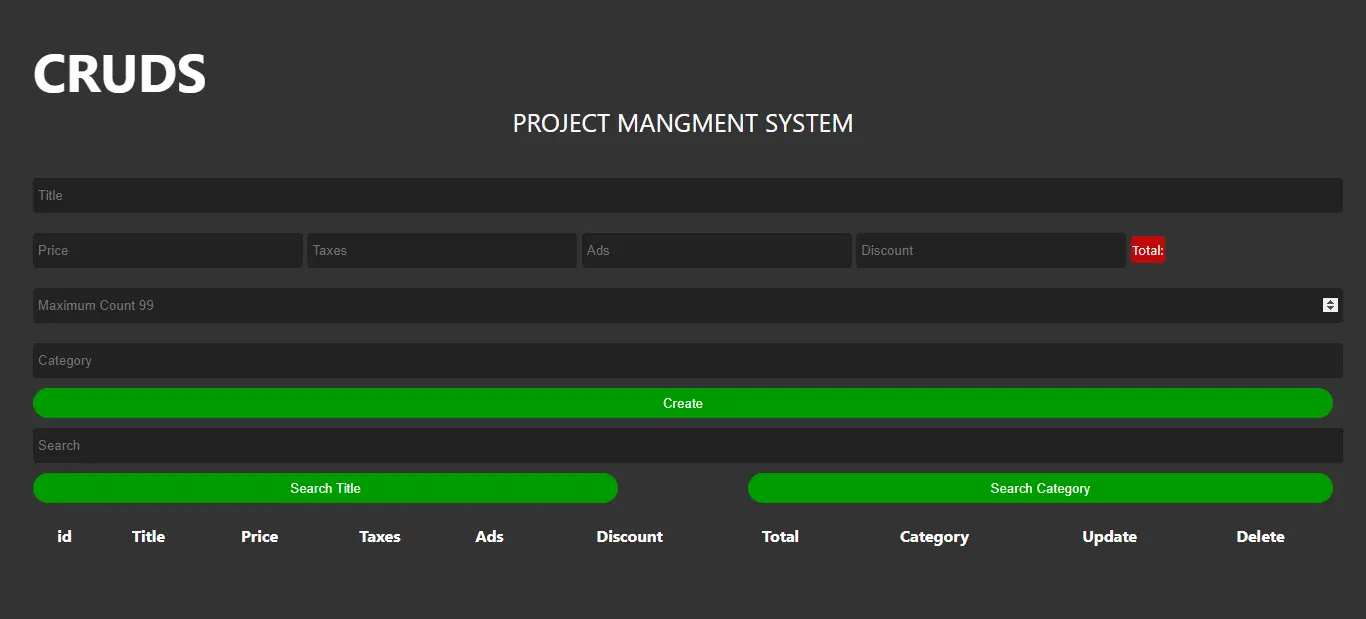 CRUDS
PROJECT MANGMENT SYSTEM
Title
Price Taxes Ads Discount Total:
Maximum Count 99
Category
Create
Search
Search Title Search Category
id Title Price Taxes Ads Discount Total Category Update Delete